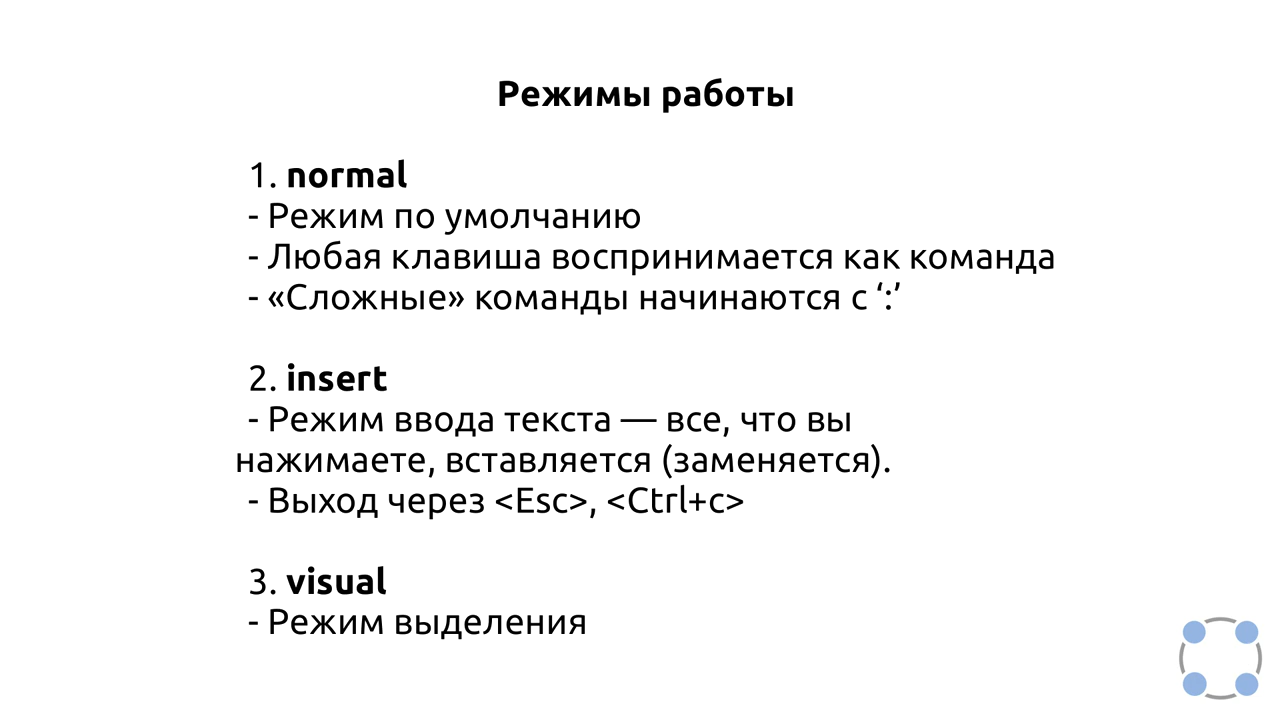 Режимы работы
1. normal
- Режим по умолчанию
- Любая клавиша воспринимается как команда
- «Сложные» команды начинаются с ‘:’
2. insert
- Режим ввода текста — все, что вы
нажимаете, вставляется (заменяется).
- Выход через <Esc>, <Ctrl+c>
3. visual
- Режим выделения